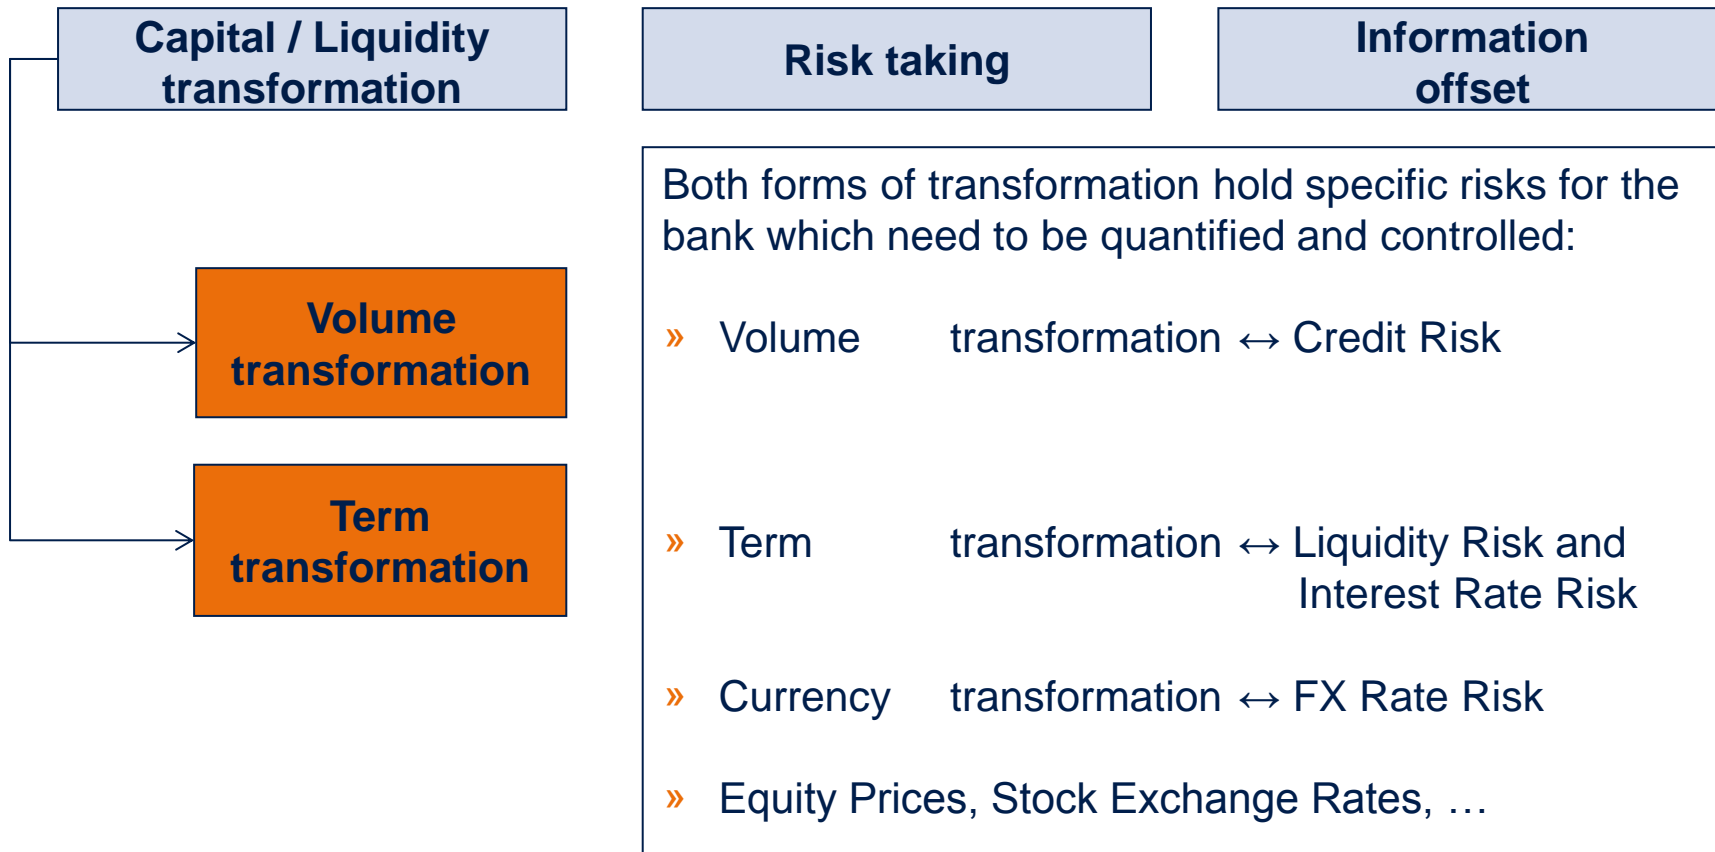 Capital / Liquidity
transformation
Risk taking
Information
offset
Volume
transformation
Term
transformation
Both forms of transformation hold specific risks for the
bank which need to be quantified and controlled:
» Volume transformation ↔ Credit Risk
» Term transformation ↔ Liquidity Risk and
Interest Rate Risk
» Currency transformation ↔ FX Rate Risk
» Equity Prices, Stock Exchange Rates, …